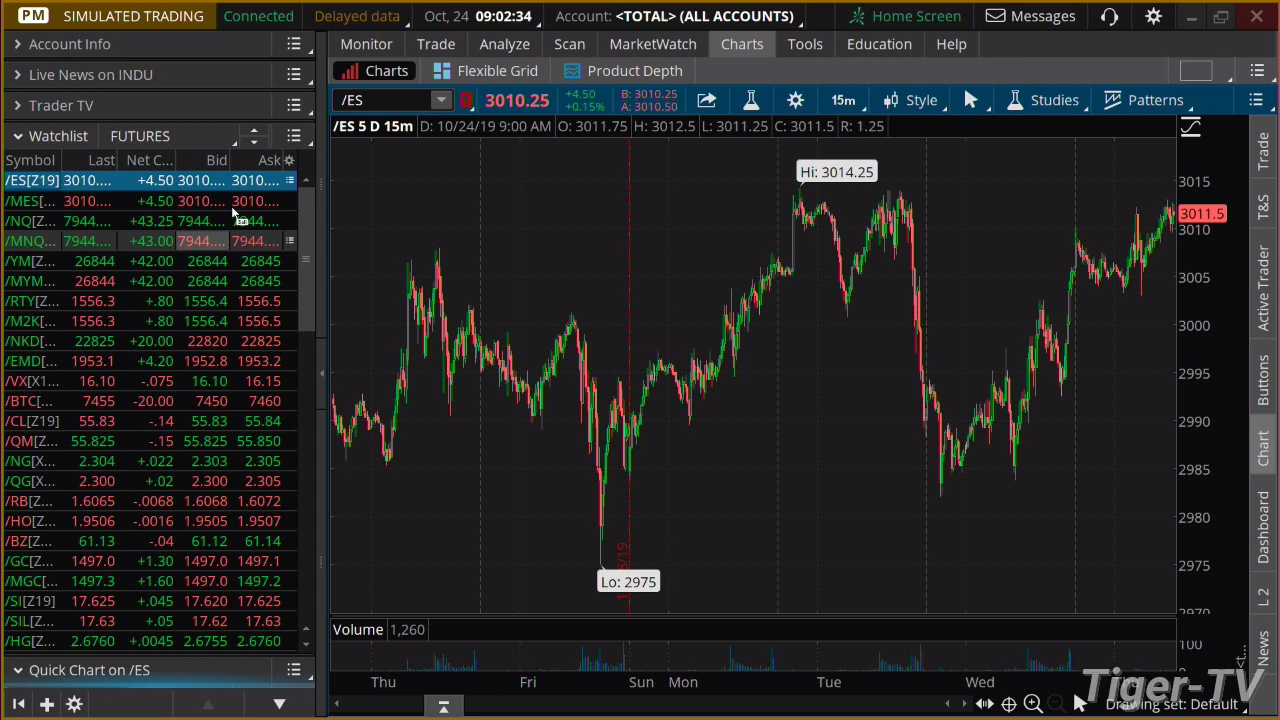 PM SIMULATED TRADING Connected Delayed data Oct, 24 09:02:34 Account: <TOTAL> (ALL ACCOUNTS) Home Screen Messages
Account Info
Live News on INDU
Trader TV
Watchlist FUTURES
Symbol Last Net C... Bid Ask
/ES[Z19] 3010.... +4.50 3010.... 3010....
/MES[... 3010.... +4.50 3010.... 3010....
/NQ[Z... 7944.... +43.25 7944....
/MNQ... 7944.... +43.00 7944.... 7944....
/YM[Z... 26844 +42.00 26844 26845
/MYM... 26844 +42.00 26844 26845
/RTY[Z... 1556.3 +.80 1556.4 1556.5
/M2K[... 1556.3 +.80 1556.4 1556.5
/NKD[... 22825 +20.00 22820 22825
/EMD[... 1953.1 +4.20 1952.8 1953.2
/VX[X1... 16.10 -.075 16.10 16.15
/BTC[... 7455 -20.00 7450 7460
/CL[Z19] 55.83 -.14 55.83 55.84
/QM[... 55.825 -.15 55.825 55.850
/NG[X... 2.304 +.022 2.303 2.305
/QG[X... 2.300 +.02 2.300 2.305
/RB[Z... 1.6065 -.0068 1.6068 1.6072
/HO[Z... 1.9506 -.0016 1.9505 1.9507
/BZ[Z... 61.13 -.04 61.12 61.14
/GC[Z... 1497.0 +1.30 1497.0 1497.1
/MGC[... 1497.3 +1.60 1497.0 1497.2
/SI[Z19] 17.625 +.045 17.620 17.625
/SIL[Z... 17.63 +.05 17.62 17.63
/HG[Z... 2.6760 +.0045 2.6755 2.6760
Quick Chart on /ES
Monitor Trade Analyze Scan MarketWatch Charts Tools Education Help
Charts Flexible Grid Product Depth
/ES 1 3010.25 +4.50 B: 3010.25 15m Style Studies Patterns
+0.15% A: 3010.50
/ES 5 D 15m D: 10/24/19 9:00 AM O: 3011.75 H: 3012.5 L: 3011.25 C: 3011.5 R: 1.25
Hi: 3014.25
Lo: 2975
3015
3011.5
3010
3005
3000
2995
2990
2985
2980
2975
2970
Volume 1,260
100
0
Thu Fri Sun Mon Tue Wed
Drawing set: Default
Trade
T&S
Active Trader
Buttons
Chart
Dashboard
L 2
News
Tiger-TV